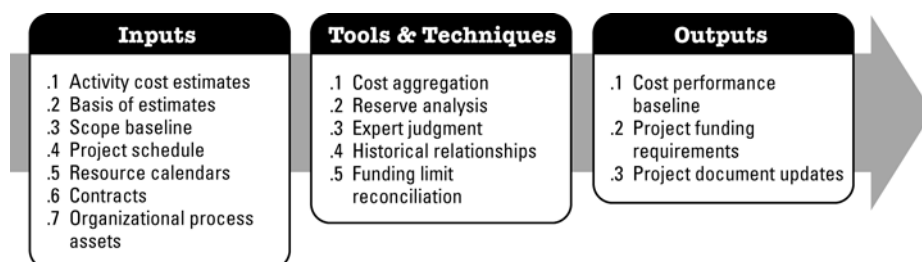 Inputs
.1 Activity cost estimates
.2 Basis of estimates
.3 Scope baseline
.4 Project schedule
.5 Resource calendars
.6 Contracts
.7 Organizational process
assets
Tools & Techniques
.1 Cost aggregation
.2 Reserve analysis
.3 Expert judgment
.4 Historical relationships
.5 Funding limit
reconciliation
Outputs
.1 Cost performance
baseline
.2 Project funding
requirements
.3 Project document updates